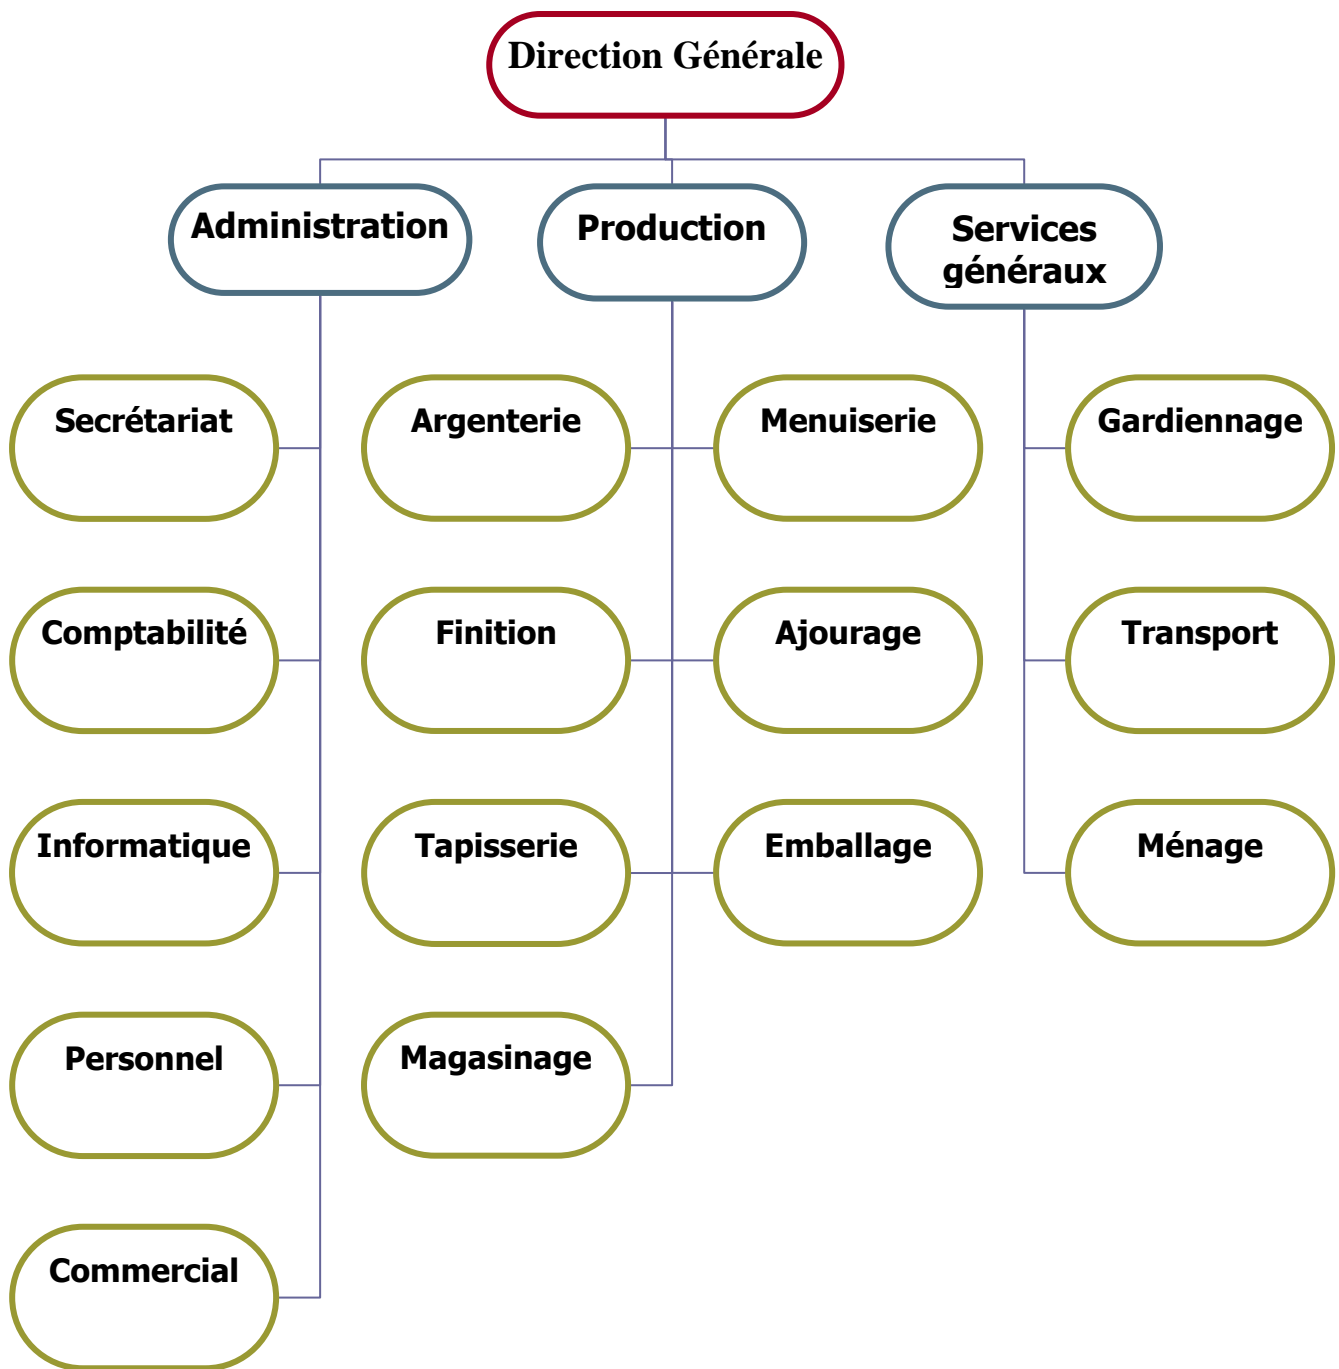 Direction Générale
Administration
Production
Services
généraux
Secrétariat
Argenterie
Menuiserie
Gardiennage
Comptabilité
Finition
Ajourage
Transport
Informatique
Tapisserie
Emballage
Ménage
Personnel
Magasinage
Commercial